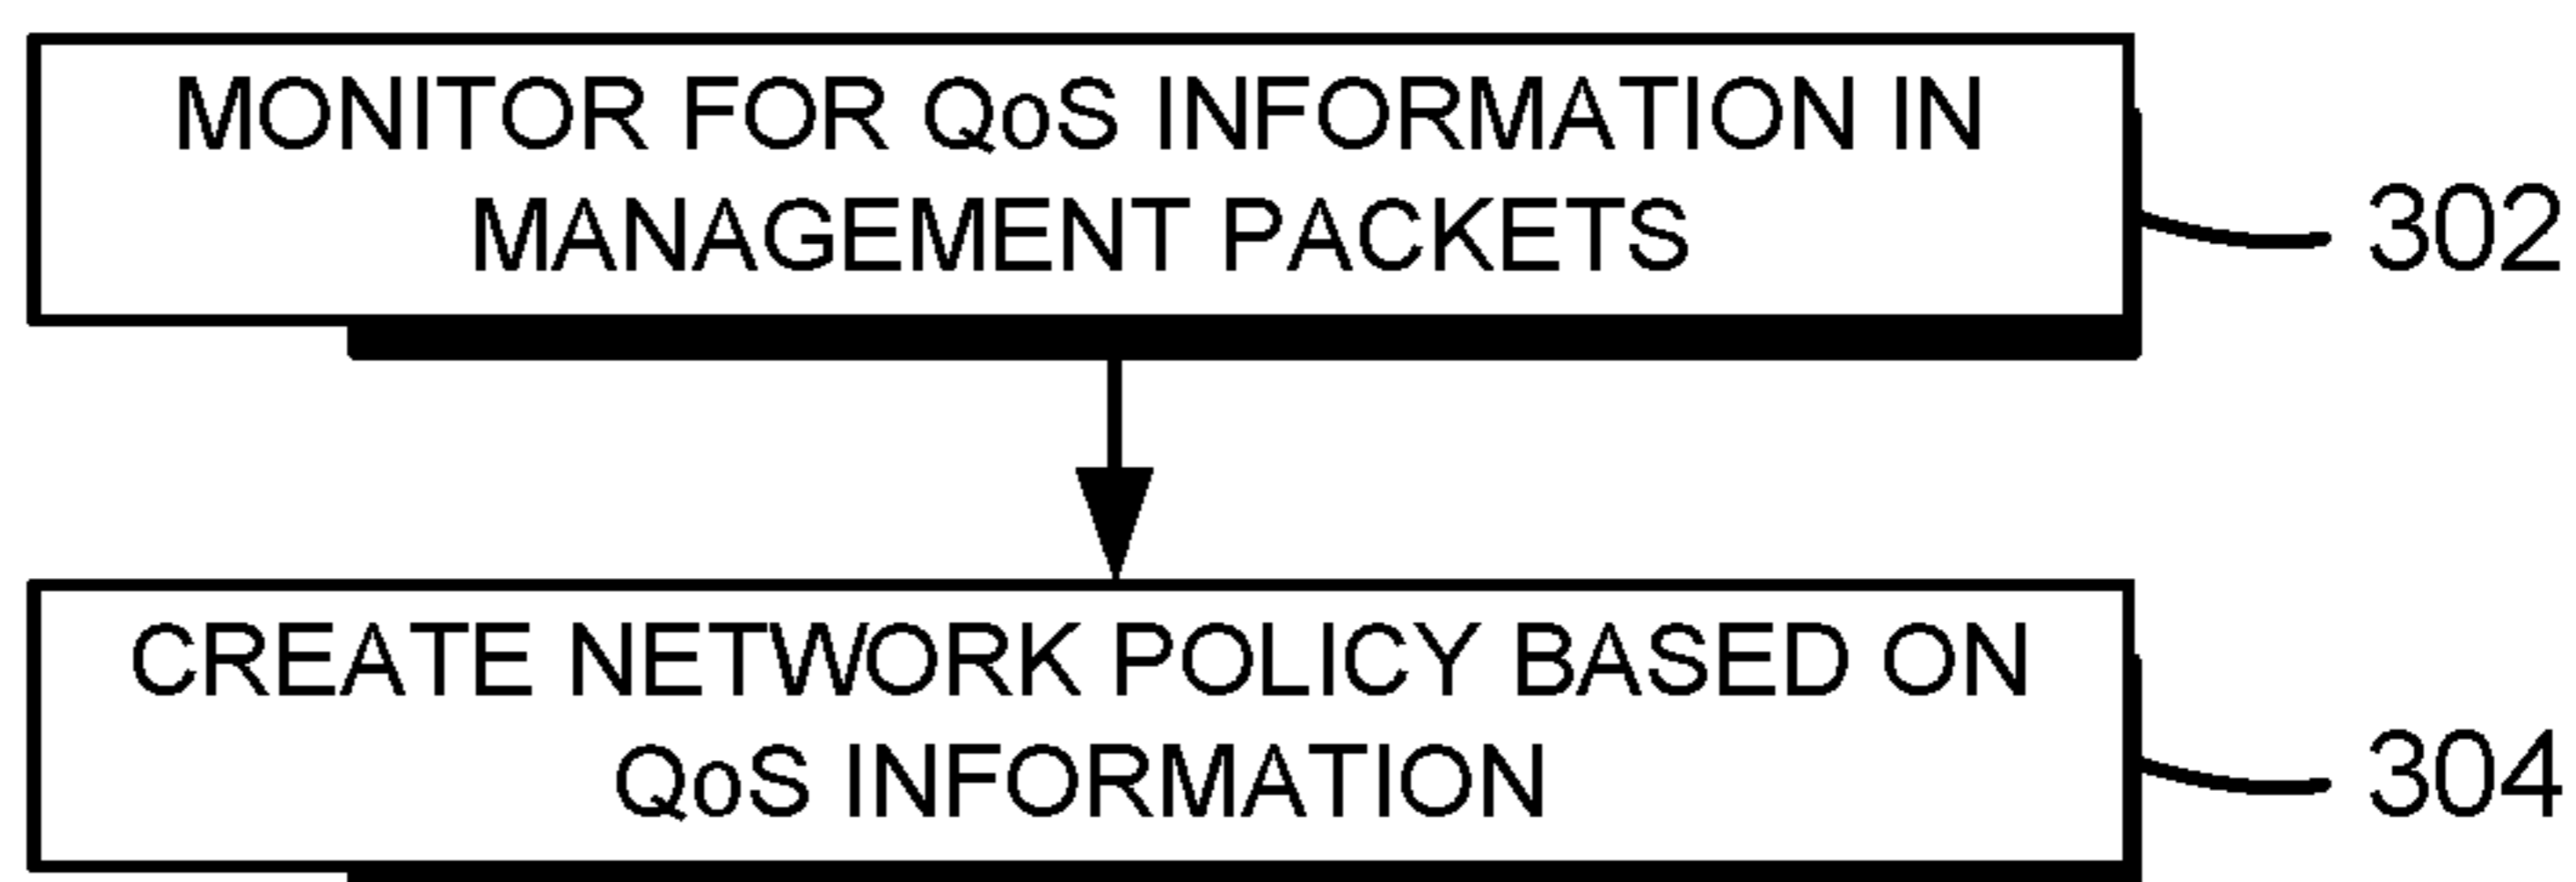 MONITOR FOR QoS INFORMATION IN
MANAGEMENT PACKETS
302
CREATE NETWORK POLICY BASED ON
QoS INFORMATION
304